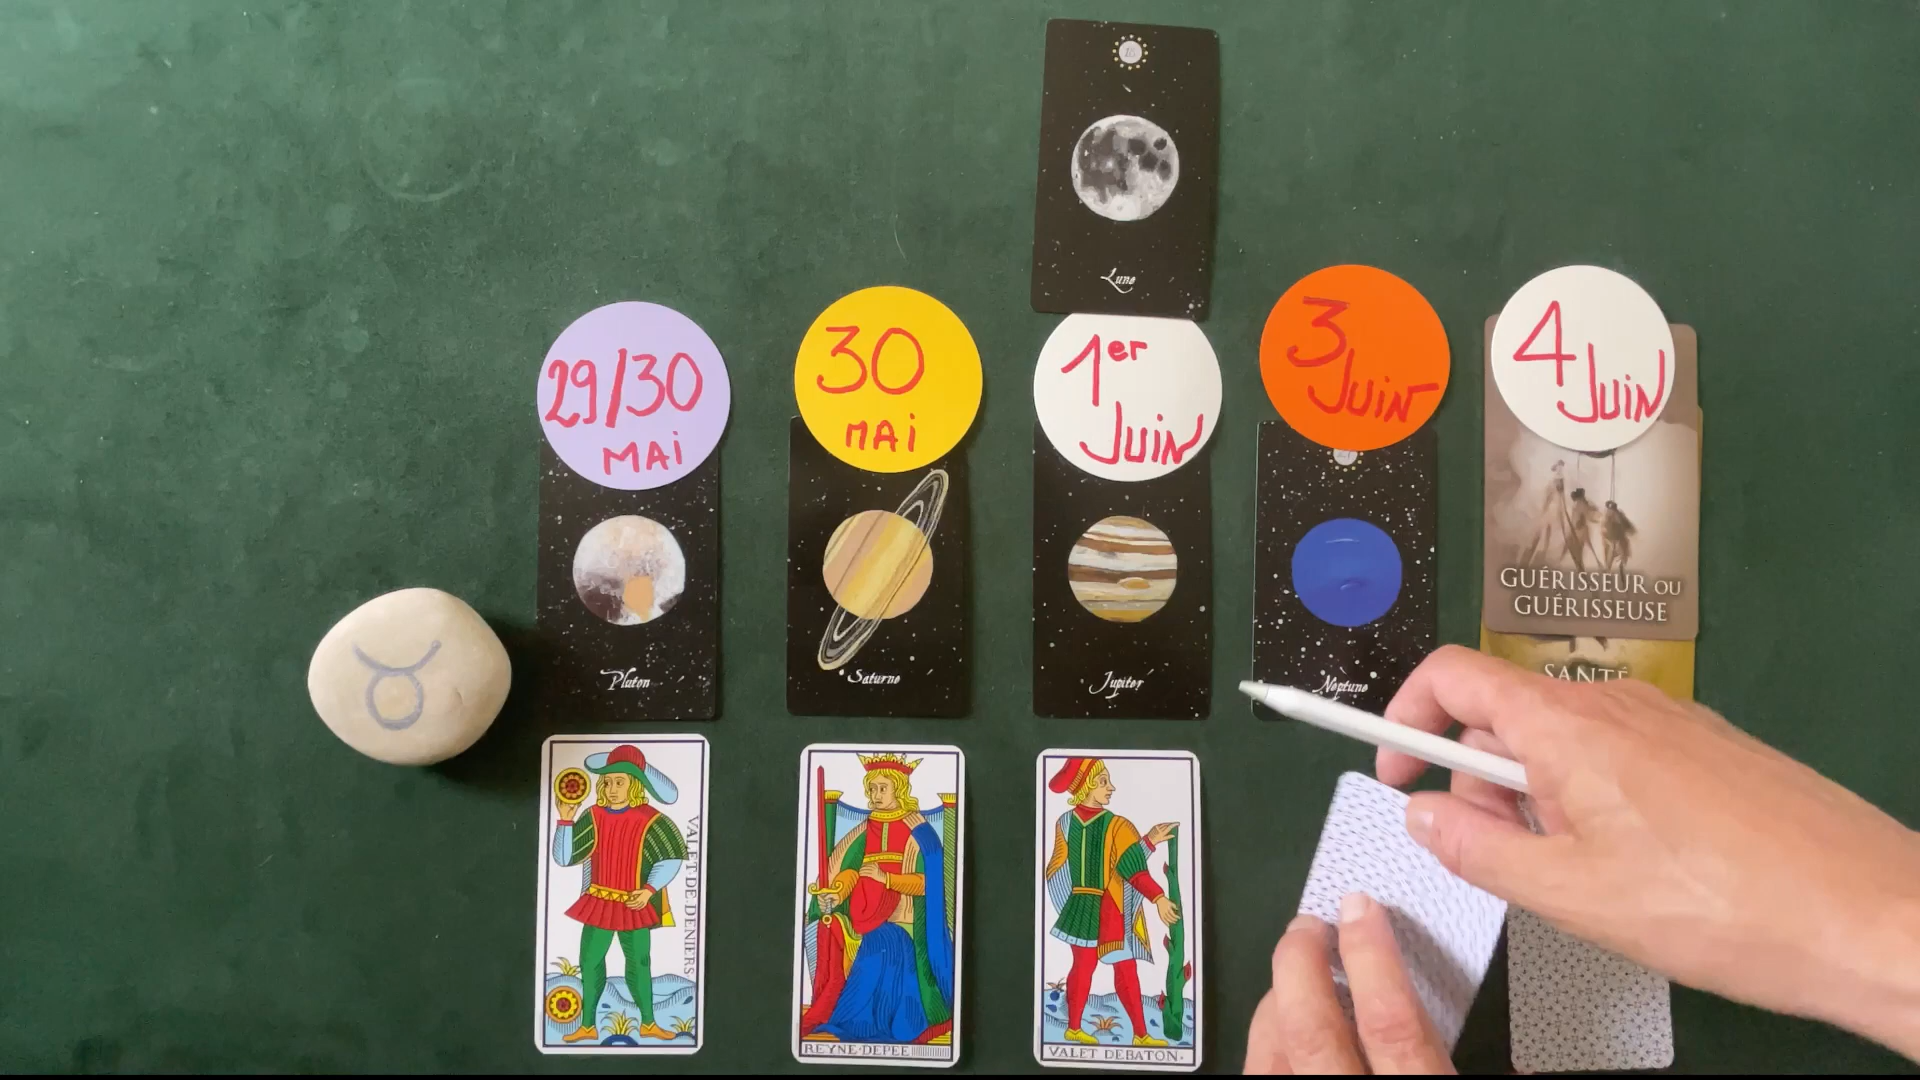 18
Lune
29/30
MAi
30
MAi
1er
JUiN
3
JUiN
4
JUiN
GUÉRISSEUR OU
GUÉRISSEUSE
SANTÉ
Pluton
Saturne
Jupiter
Neptune
VALET·DE·DENIERS
REYNE·DEPEE
VALET DEBATON·